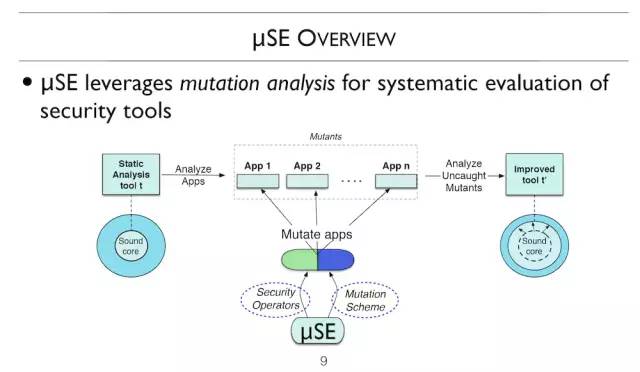 µSE OVERVIEW
• µSE leverages mutation analysis for systematic evaluation of
security tools
Mutants
Static
Analysis
tool t
Analyze
Apps
App 1
App 2
....
App n
Analyze
Uncaught
Mutants
Improved
tool t'
Sound
core
Mutate apps
Sound
core
Security
Operators
Mutation
Scheme
µSE
9